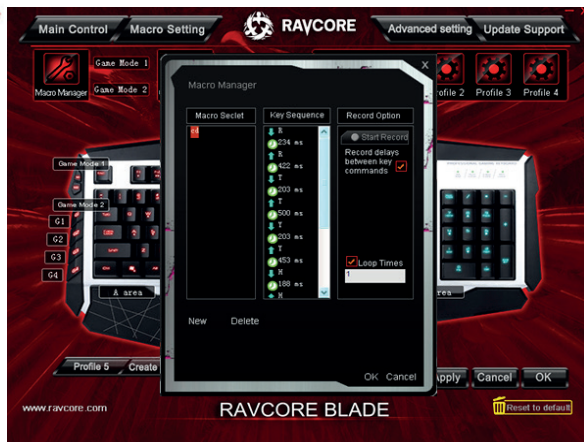 Main Control
Macro Setting
RAVCORE
Advanced setting
Update Support
Macro Manager
Game Mode 1
Game Mode 2
rofile 2
Profile 3
Profile 4
X
Macro Manager
Macro Seclet
Key Sequence
Record Option
cd
R
234 ms
R
422 ms
T
203 ms
T
500 ms
T
203 ms
T
453 ms
H
188 ms
H
Start Record
Record delays
between key
commands
Loop Times
1
New
Delete
OK
Cancel
Game Mode 1
Game Mode 2
G1
G2
G3
G4
A area
rea
Profile 5
Create
pply
Cancel
OK
www.ravcore.com
RAVCORE BLADE
Reset to default